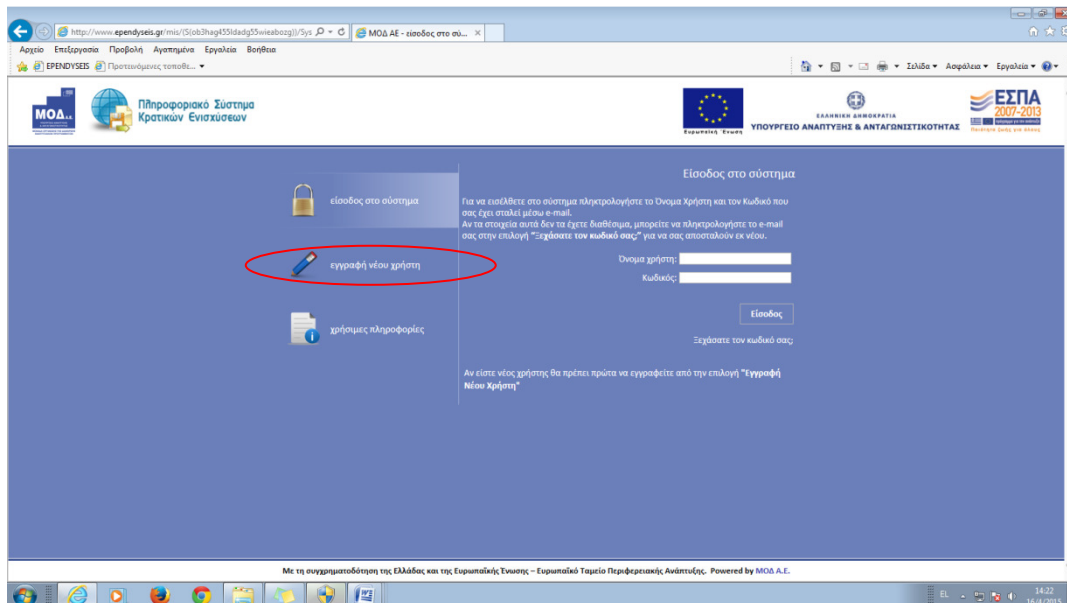 http://www.ependyseis.gr/mis/(S(ob3hag455ldadg55wieabozg))/Sys
ΜΟΔ ΑΕ - είσοδος στο σύ...
Αρχείο Επεξεργασία Προβολή Αγαπημένα Εργαλεία Βοήθεια
EPENDYSEIS Προτεινόμενες τοποθε...
Σελίδα Ασφάλεια Εργαλεία
ΜΟΔ Α.Ε.
Πληροφοριακό Σύστημα
Κρατικών Ενισχύσεων
Ευρωπαϊκή Ένωση
ΕΛΛΗΝΙΚΗ ΔΗΜΟΚΡΑΤΙΑ
ΥΠΟΥΡΓΕΙΟ ΑΝΑΠΤΥΞΗΣ & ΑΝΤΑΓΩΝΙΣΤΙΚΟΤΗΤΑΣ
ΕΣΠΑ
2007-2013
Είσοδος στο σύστημα
είσοδος στο σύστημα
Για να εισέλθετε στο σύστημα πληκτρολογήστε το Όνομα Χρήστη και τον Κωδικό που
σας έχει σταλεί μέσω e-mail.
Αν τα στοιχεία αυτά δεν τα έχετε διαθέσιμα, μπορείτε να πληκτρολογήστε το e-mail
σας στην επιλογή "Ξεχάσατε τον κωδικό σας;" για να σας αποσταλούν εκ νέου.
εγγραφή νέου χρήστη
Όνομα χρήστη:
Κωδικός:
Είσοδος
χρήσιμες πληροφορίες
Ξεχάσατε τον κωδικό σας;
Αν είστε νέος χρήστης θα πρέπει πρώτα να εγγραφείτε από την επιλογή "Εγγραφή
Νέου Χρήστη"
Με τη συγχρηματοδότηση της Ελλάδας και της Ευρωπαϊκής Ένωσης – Ευρωπαϊκό Ταμείο Περιφερειακής Ανάπτυξης. Powered by ΜΟΔ Α.Ε.
EL
14:22
16/4/2015